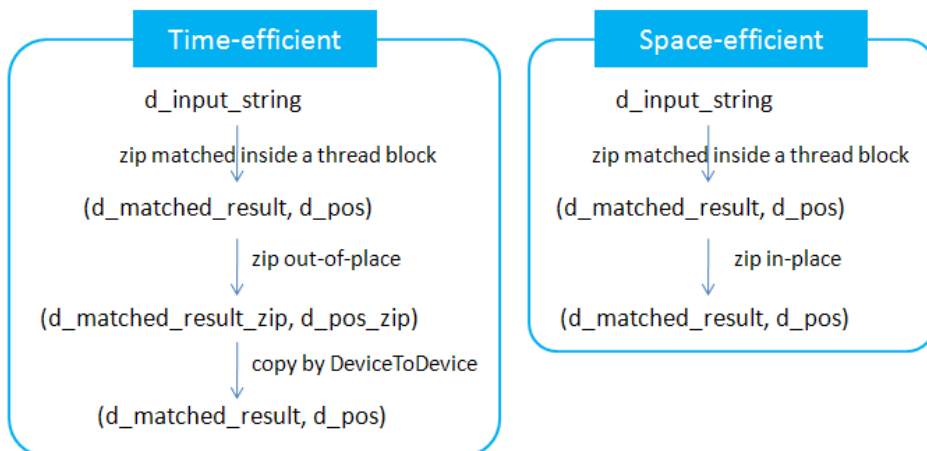 Time-efficient
d_input_string
zip matched inside a thread block
(d_matched_result, d_pos)
zip out-of-place
(d_matched_result_zip, d_pos_zip)
copy by DeviceToDevice
(d_matched_result, d_pos)
Space-efficient
d_input_string
zip matched inside a thread block
(d_matched_result, d_pos)
zip in-place
(d_matched_result, d_pos)